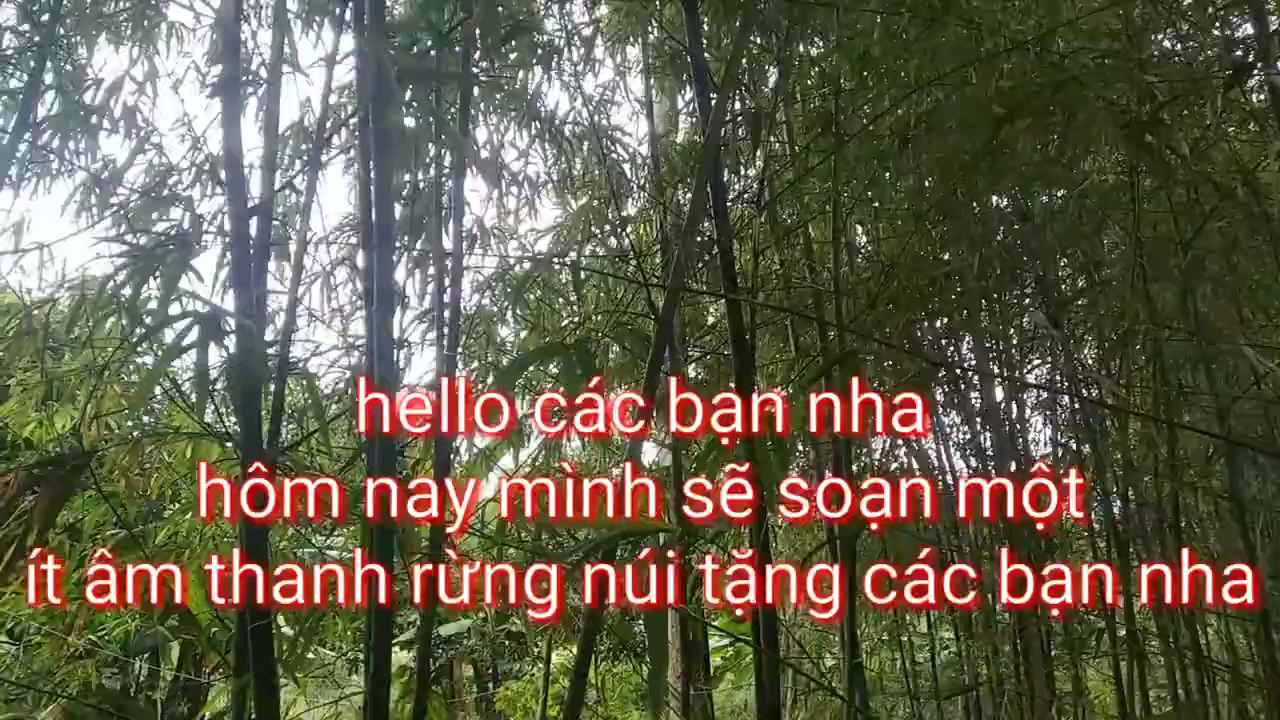 hello các bạn nha
hôm nay mình sẽ soạn một
ít âm thanh rừng núi tặng các bạn nha